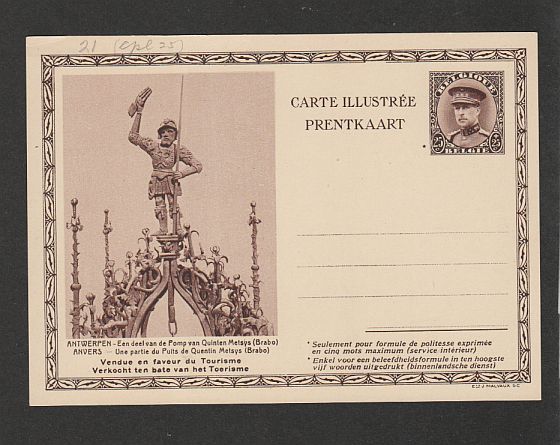 21 (Cpl 25)
CARTE ILLUSTRÉE
PRENTKAART
BELGIQUE
BELGIË
ANTWERPEN - Een deel van de Pomp van Quinten Metsys (Brabo)
ANVERS — Une partie du Puits de Quentin Metsys (Brabo)
Vendue en faveur du Tourisme
Verkocht ten bate van het Toerisme
* Seulement pour formule de politesse exprimée
en cinq mots maximum (service intérieur)
* Enkel voor een beleefdheidsformule in ten hoogste
vijf woorden uitgedrukt (binnenlandsche dienst)
ETS J. MALVAUX S.C.